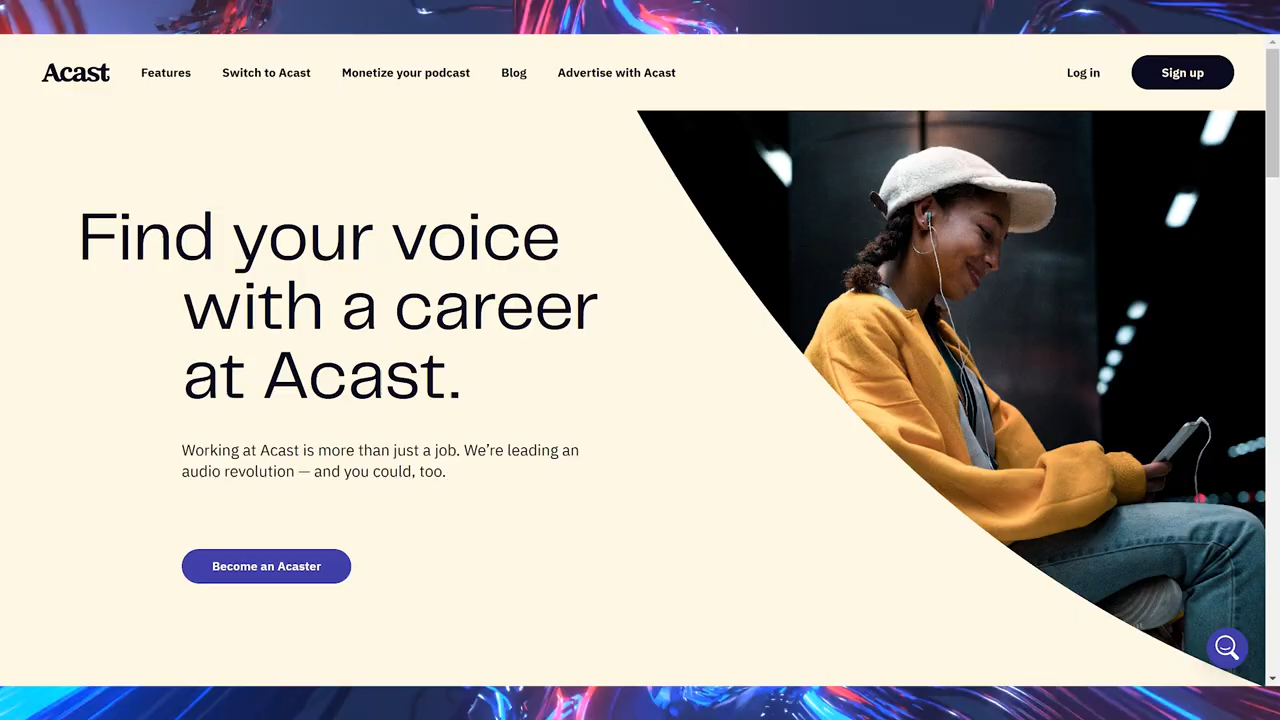 Acast
Features
Switch to Acast
Monetize your podcast
Blog
Advertise with Acast
Log in
Sign up
Find your voice
with a career
at Acast.
Working at Acast is more than just a job. We’re leading an
audio revolution — and you could, too.
Become an Acaster